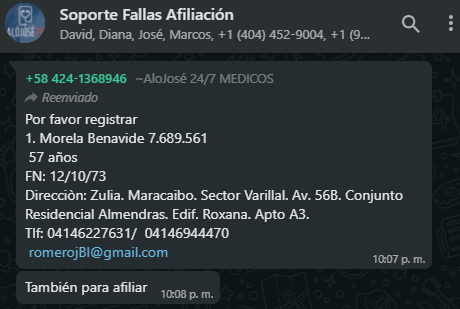 Soporte Fallas Afiliación
David, Diana, José, Marcos, +1 (404) 452-9004, +1 (9...
ALOJOSÉ
+58 424-1368946 ~AloJosé 24/7 MEDICOS
Reenviado
Por favor registrar
1. Morela Benavide 7.689.561
57 años
FN: 12/10/73
Direcciòn: Zulia. Maracaibo. Sector Varillal. Av. 56B. Conjunto
Residencial Almendras. Edif. Roxana. Apto A3.
Tlf: 04146227631/ 04146944470
romerojBl@gmail.com
10:07 p. m.
También para afiliar
10:08 p. m.